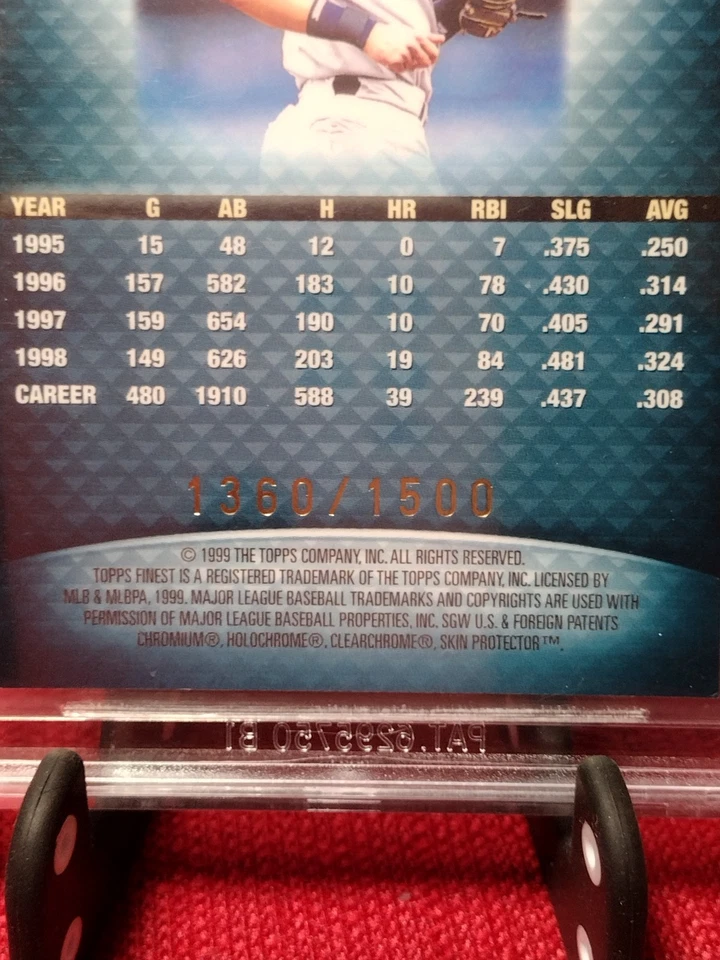 YEAR G AB H HR RBI SLG AVG
1995 15 48 12 0 7 .375 .250
1996 157 582 183 10 78 .430 .314
1997 159 654 190 10 70 .405 .291
1998 149 626 203 19 84 .481 .324
CAREER 480 1910 588 39 239 .437 .308
1360/1500
© 1999 THE TOPPS COMPANY, INC. ALL RIGHTS RESERVED.
TOPPS FINEST IS A REGISTERED TRADEMARK OF THE TOPPS COMPANY, INC. LICENSED BY
MLB & MLBPA, 1999. MAJOR LEAGUE BASEBALL TRADEMARKS AND COPYRIGHTS ARE USED WITH
PERMISSION OF MAJOR LEAGUE BASEBALL PROPERTIES, INC. SGW U.S. & FOREIGN PATENTS
CHROMIUM®, HOLOCHROME®, CLEARCHROME®, SKIN PROTECTOR™.
PAT. 6295750 B1